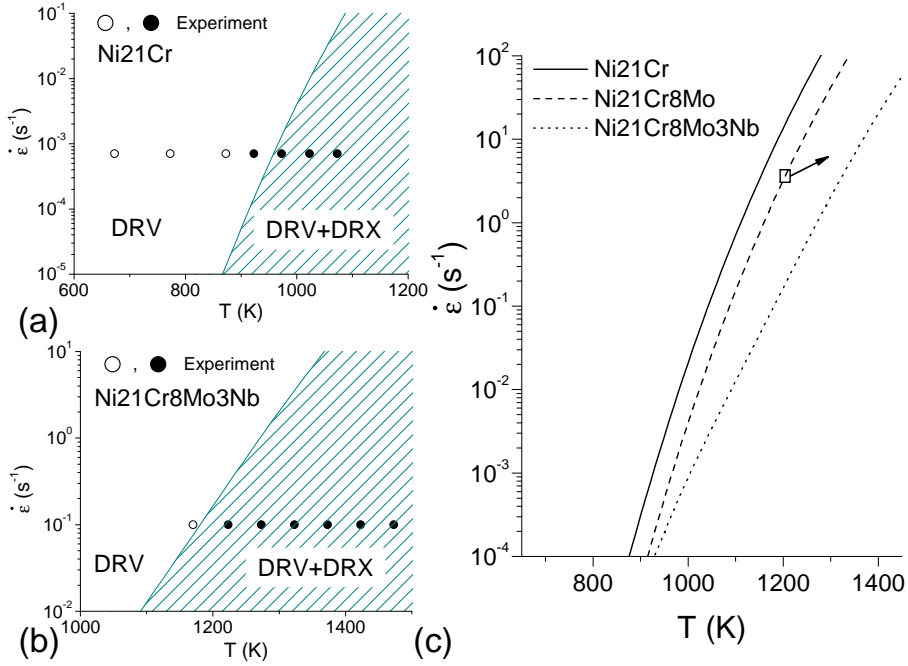 ○ , ● Experiment
Ni21Cr
10^-1
10^-2
10^-3
10^-4
10^-5
ε̇ (s^-1)
DRV
DRV+DRX
600 800 1000 1200
T (K)
(a)
○ , ● Experiment
Ni21Cr8Mo3Nb
10^1
10^0
10^-1
10^-2
ε̇ (s^-1)
DRV
DRV+DRX
1000 1200 1400
T (K)
(b)
Ni21Cr
Ni21Cr8Mo
Ni21Cr8Mo3Nb
10^2
10^1
10^0
10^-1
10^-2
10^-3
10^-4
ε̇ (s^-1)
800 1000 1200 1400
T (K)
(c)